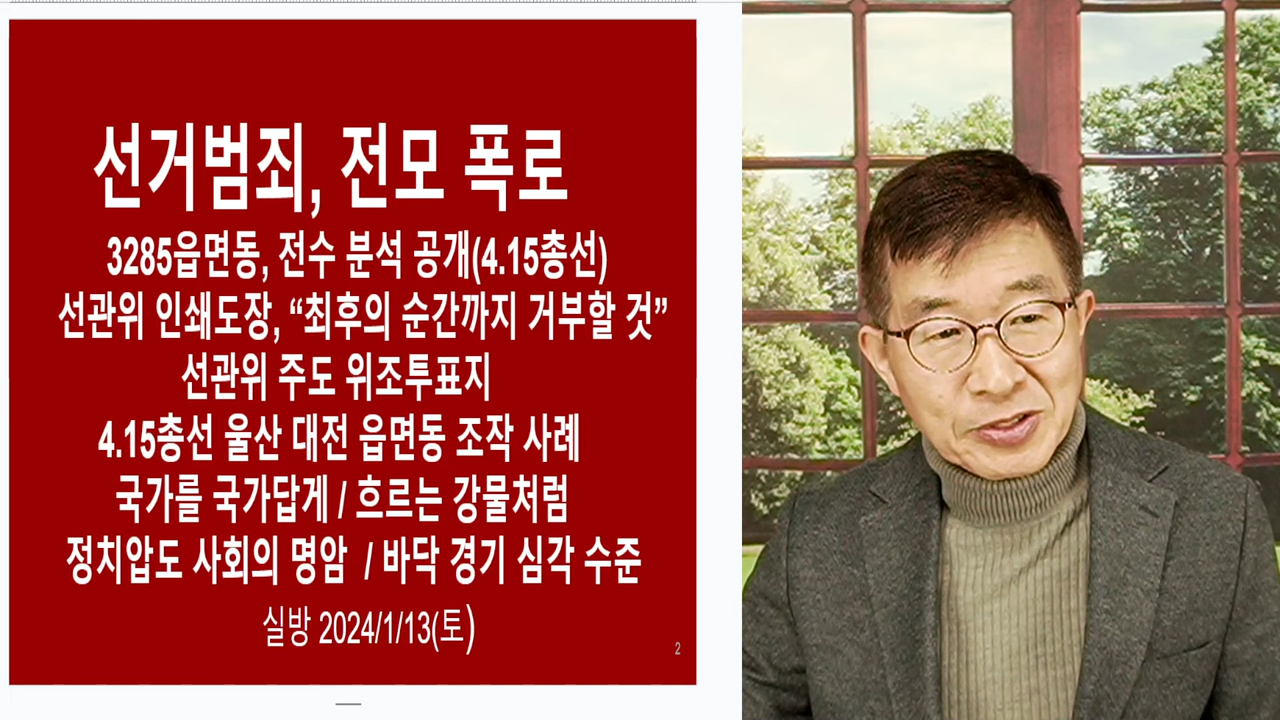 선거범죄, 전모 폭로
3285읍면동, 전수 분석 공개(4.15총선)
선관위 인쇄도장, “최후의 순간까지 거부할 것”
선관위 주도 위조투표지
4.15총선 울산 대전 읍면동 조작 사례
국가를 국가답게 / 흐르는 강물처럼
정치압도 사회의 명암 / 바닥 경기 심각 수준
실방 2024/1/13(토)
2